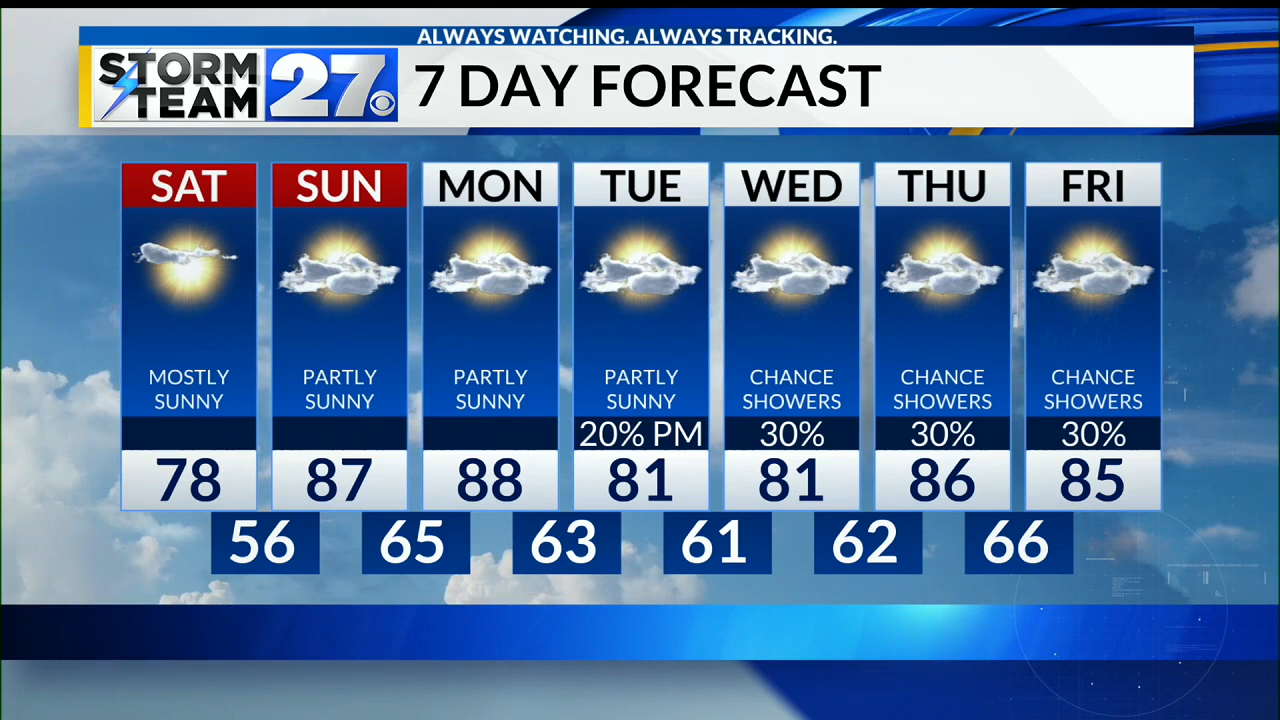 ALWAYS WATCHING. ALWAYS TRACKING.
STORM
TEAM
27
7 DAY FORECAST
SAT
MOSTLY
SUNNY
78
SUN
PARTLY
SUNNY
87
MON
PARTLY
SUNNY
88
TUE
PARTLY
SUNNY
20% PM
81
WED
CHANCE
SHOWERS
30%
81
THU
CHANCE
SHOWERS
30%
86
FRI
CHANCE
SHOWERS
30%
85
56
65
63
61
62
66